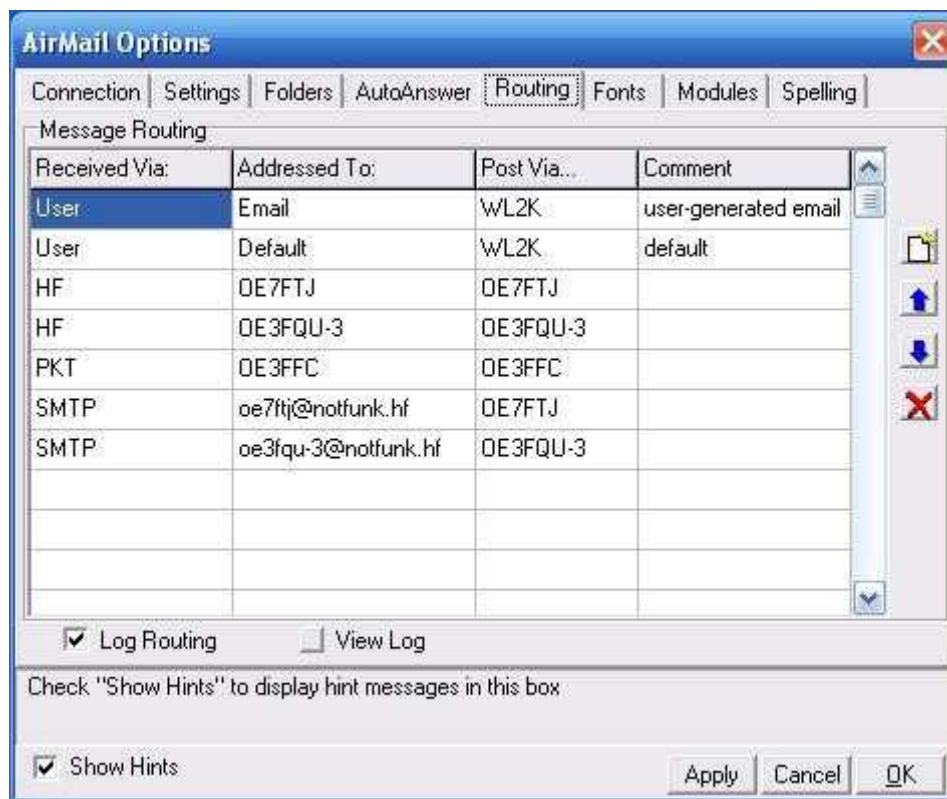 AirMail Options
Connection Settings Folders AutoAnswer Routing Fonts Modules Spelling
Message Routing
Received Via: Addressed To: Post Via... Comment
User Email WL2K user-generated email
User Default WL2K default
HF OE7FTJ OE7FTJ
HF OE3FQU-3 OE3FQU-3
PKT OE3FFC OE3FFC
SMTP oe7ftj@notfunk.hf OE7FTJ
SMTP oe3fqu-3@notfunk.hf OE3FQU-3
Log Routing View Log
Check "Show Hints" to display hint messages in this box
Show Hints Apply Cancel OK